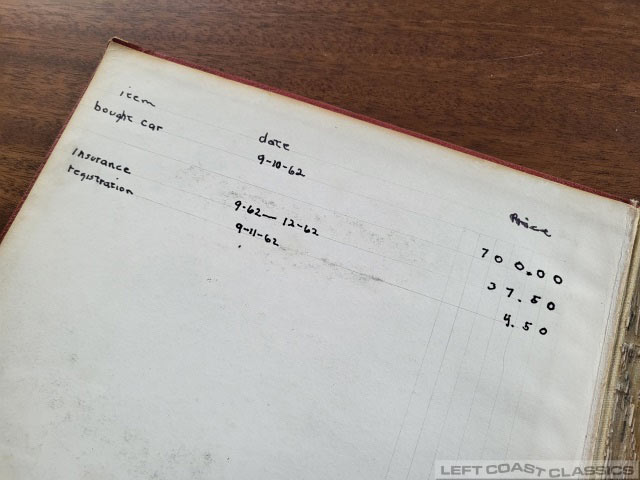 item date Price
bought car 9-10-62 700.00
insurance 9-62— 12-62 37.50
registration 9-11-62 4.50
LEFT COAST CLASSICS